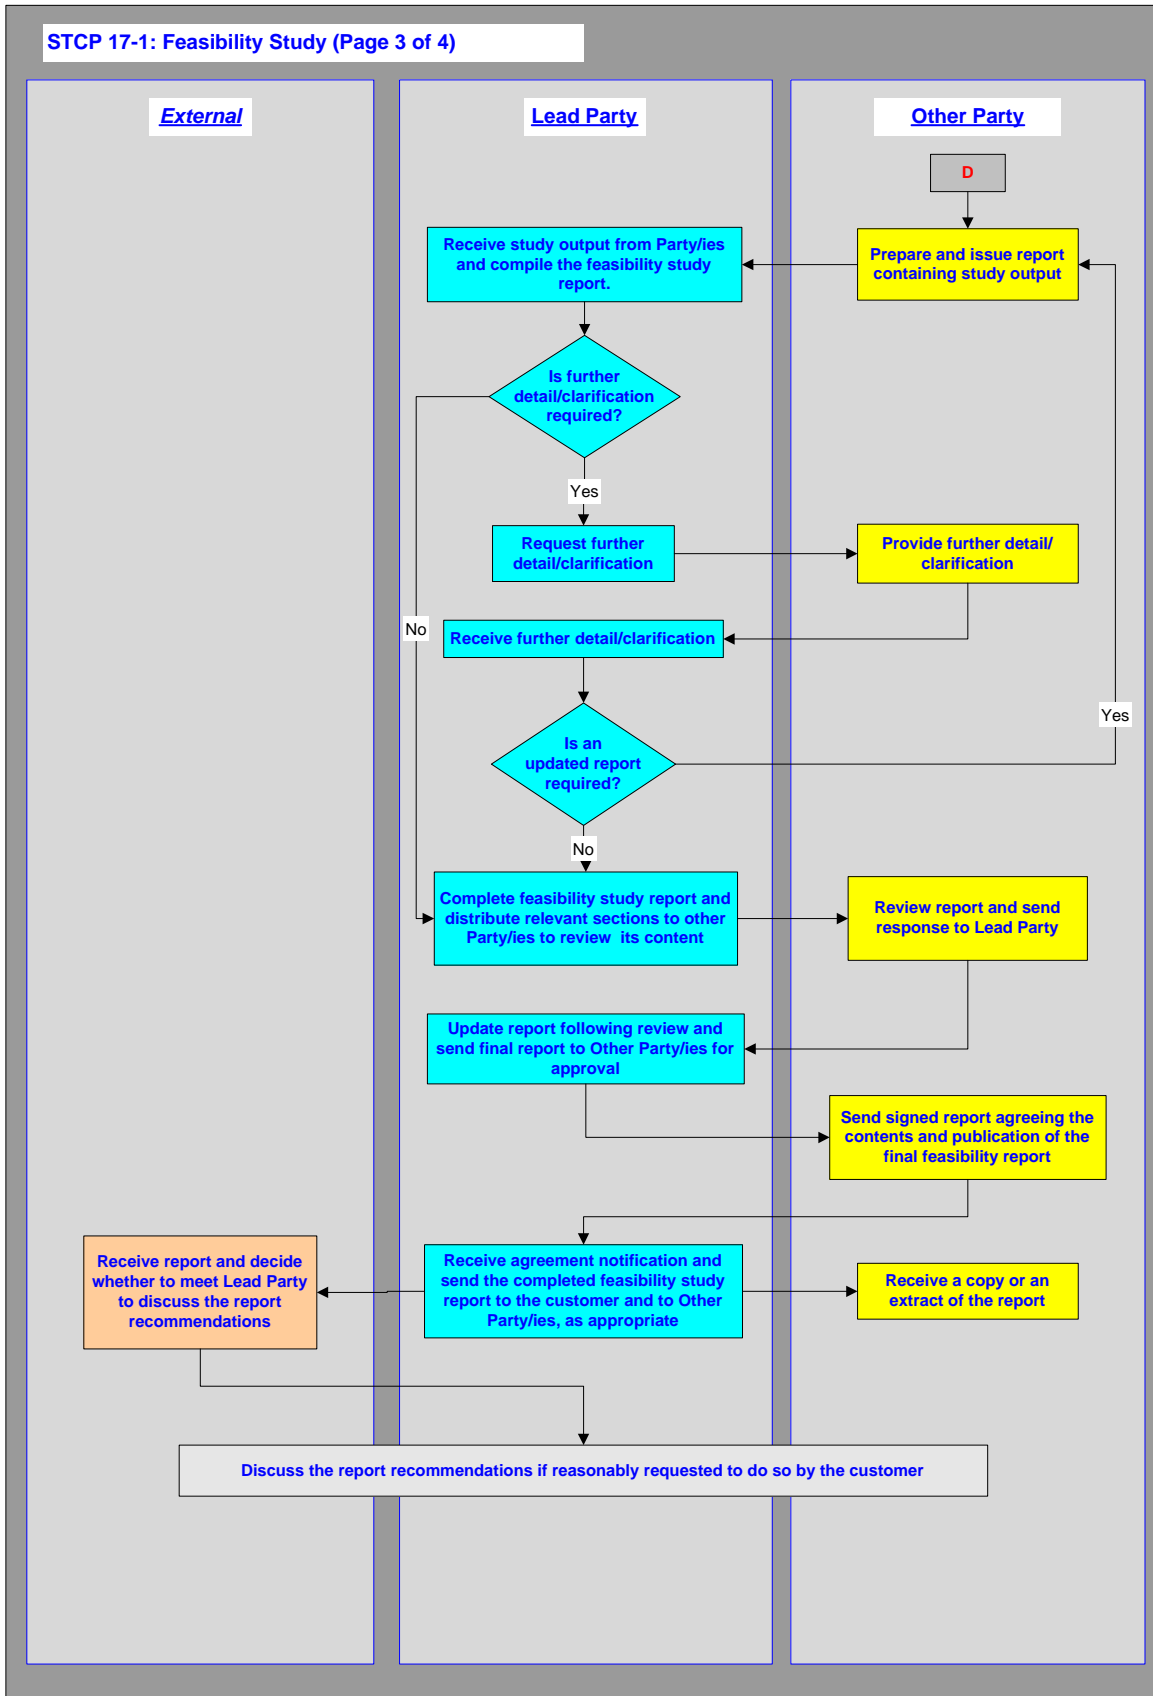 STCP 17-1: Feasibility Study (Page 3 of 4)
External
Lead Party
Other Party
D
Receive study output from Party/ies
and compile the feasibility study
report.
Prepare and issue report
containing study output
Is further
detail/clarification
required?
Yes
Request further
detail/clarification
Provide further detail/
clarification
No
Receive further detail/clarification
Yes
Is an
updated report
required?
No
Complete feasibility study report and
distribute relevant sections to other
Party/ies to review its content
Review report and send
response to Lead Party
Update report following review and
send final report to Other Party/ies for
approval
Send signed report agreeing the
contents and publication of the
final feasibility report
Receive report and decide
whether to meet Lead Party
to discuss the report
recommendations
Receive agreement notification and
send the completed feasibility study
report to the customer and to Other
Party/ies, as appropriate
Receive a copy or an
extract of the report
Discuss the report recommendations if reasonably requested to do so by the customer